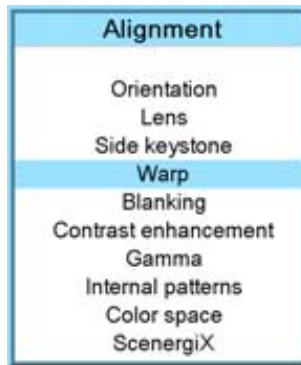 Alignment
Orientation
Lens
Side keystone
Warp
Blanking
Contrast enhancement
Gamma
Internal patterns
Color space
ScenergiX